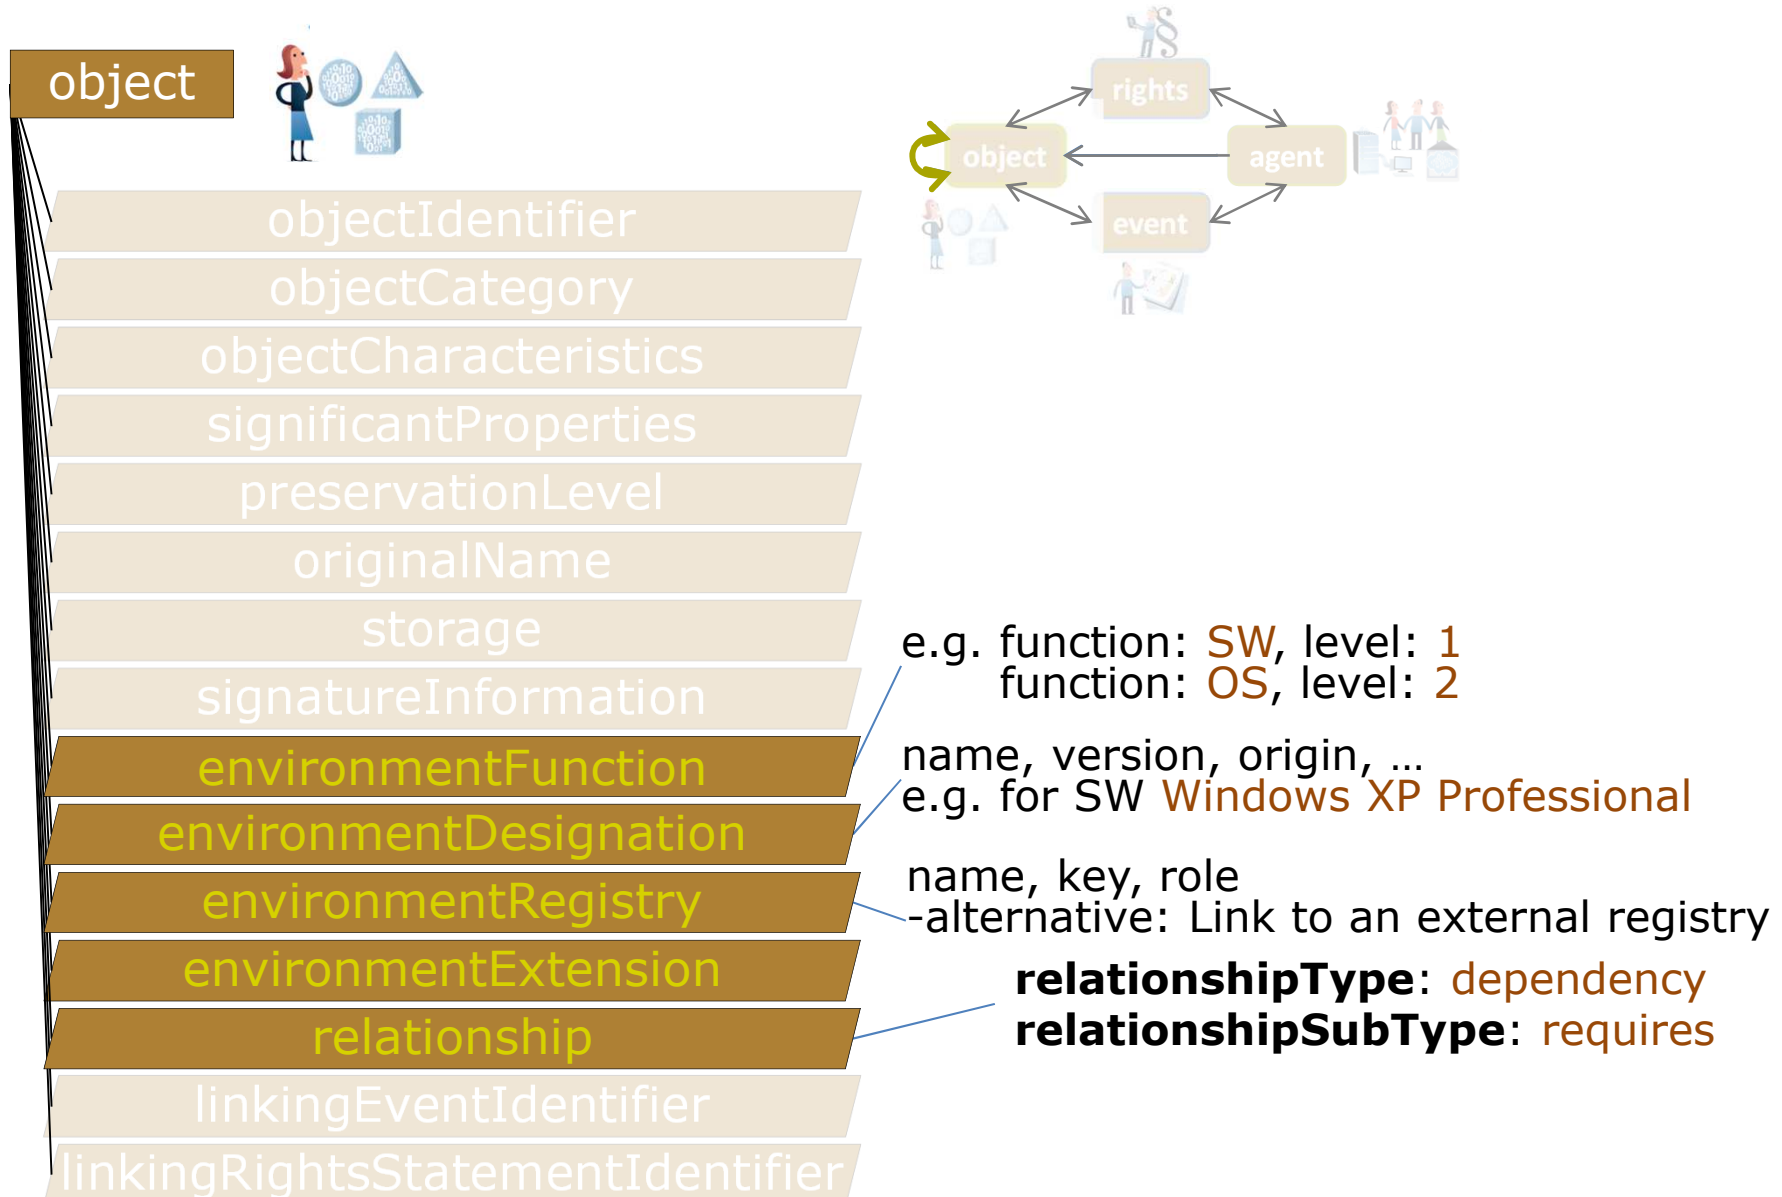 object
rights
object
agent
event
objectIdentifier
objectCategory
objectCharacteristics
significantProperties
preservationLevel
originalName
storage
signatureInformation
environmentFunction
environmentDesignation
environmentRegistry
environmentExtension
relationship
linkingEventIdentifier
linkingRightsStatementIdentifier
e.g. function: SW, level: 1
function: OS, level: 2
name, version, origin, …
e.g. for SW Windows XP Professional
name, key, role
-alternative: Link to an external registry
relationshipType: dependency
relationshipSubType: requires